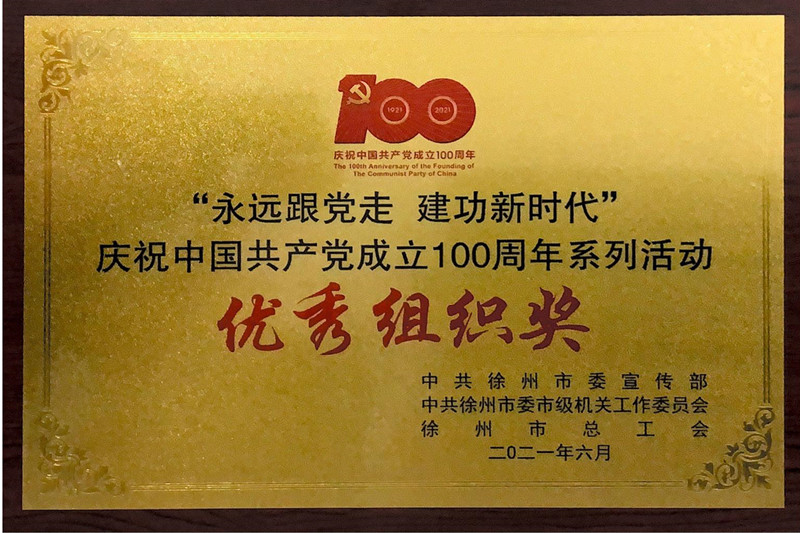 100
1921 2021
庆祝中国共产党成立100周年
The 100th Anniversary of the Founding of
The Communist Party of China
“永远跟党走 建功新时代”
庆祝中国共产党成立100周年系列活动
优秀组织奖
中共徐州市委宣传部
中共徐州市委市级机关工作委员会
徐州市总工会
二〇二一年六月